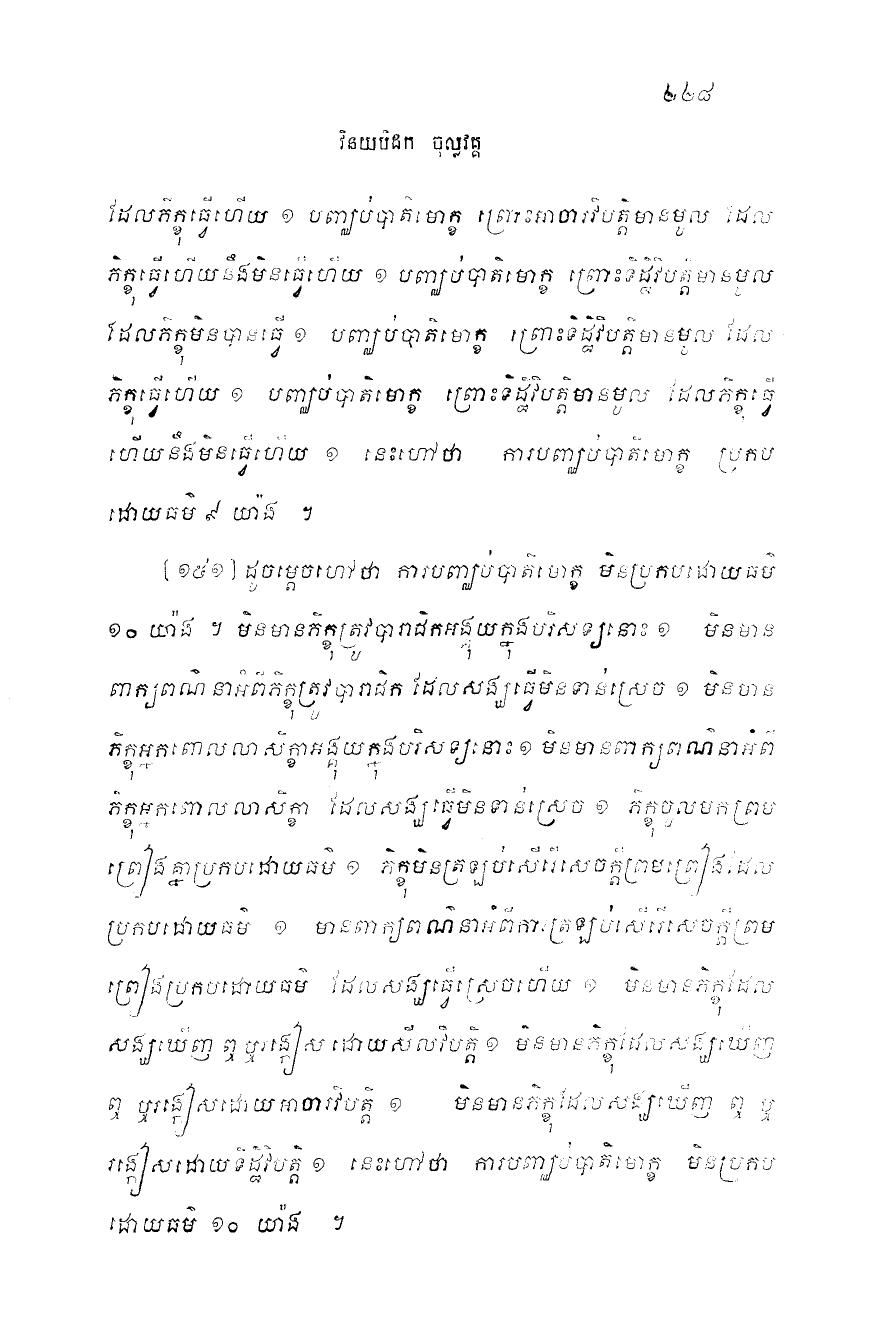 ២២៨
វិនយបិដក ចុល្លវគ្គ
ដែលភិក្ខុធ្វើហើយ ១ បញ្ឈប់បាតិមោក្ខ ព្រោះអាចារវិបត្តិមានមូល ដែល
ភិក្ខុធ្វើហើយនឹងមិនធ្វើហើយ ១ បញ្ឈប់បាតិមោក្ខ ព្រោះទិដ្ឋិវិបត្តិមានមូល
ដែលភិក្ខុមិនបានធ្វើ ១ បញ្ឈប់បាតិមោក្ខ ព្រោះទិដ្ឋិវិបត្តិមានមូល ដែល
ភិក្ខុធ្វើហើយ ១ បញ្ឈប់បាតិមោក្ខ ព្រោះទិដ្ឋិវិបត្តិមានមូល ដែលភិក្ខុធ្វើ
ហើយនឹងមិនធ្វើហើយ ១ នេះហៅថា ការបញ្ឈប់បាតិមោក្ខ ប្រកប
ដោយធម៌ ៩ យ៉ាង ។
[១៥១] ដូចម្តេចហៅថា ការបញ្ឈប់បាតិមោក្ខ មិនប្រកបដោយធម៌
១០ យ៉ាង ។ មិនមានភិក្ខុត្រូវបារាជិកអង្គុយក្នុងបរិសទ្យនោះ ១ មិនមាន
ពាក្យពណ៌នាអំពីភិក្ខុត្រូវបារាជិក ដែលសង្ឃធ្វើមិនទាន់ស្រេច ១ មិនមាន
ភិក្ខុអ្នកពោលលាសិក្ខាអង្គុយក្នុងបរិសទ្យនោះ ១ មិនមានពាក្យពណ៌នាអំពី
ភិក្ខុអ្នកពោលលាសិក្ខា ដែលសង្ឃធ្វើមិនទាន់ស្រេច ១ ភិក្ខុចូលមកព្រម
ព្រៀងគ្នាប្រកបដោយធម៌ ១ ភិក្ខុមិនត្រឡប់សើរើសេចក្តីព្រមព្រៀងដែល
ប្រកបដោយធម៌ ១ មានពាក្យពណ៌នាអំពីការត្រឡប់សើរើសេចក្តីព្រម
ព្រៀងប្រកបដោយធម៌ ដែលសង្ឃធ្វើស្រេចហើយ ១ មិនមានភិក្ខុដែល
សង្ឃឃើញ ឮ ឬរង្កៀស ដោយសីលវិបត្តិ ១ មិនមានភិក្ខុដែលសង្ឃឃើញ
ឮ ឬរង្កៀសដោយអាចារវិបត្តិ ១ មិនមានភិក្ខុដែលសង្ឃឃើញ ឮ ឬ
រង្កៀសដោយទិដ្ឋិវិបត្តិ ១ នេះហៅថា ការបញ្ឈប់បាតិមោក្ខ មិនប្រកប
ដោយធម៌ ១០ យ៉ាង ។